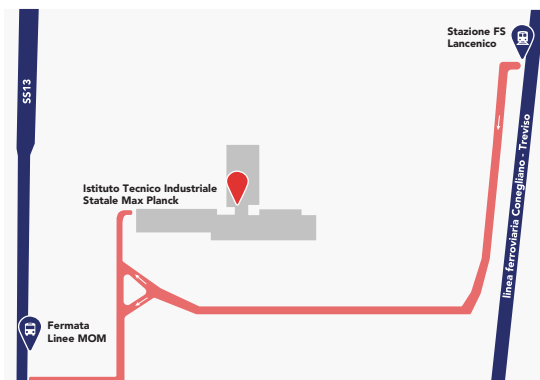 Stazione FS
Lancenico
SS13
linea ferroviaria Conegliano - Treviso
Istituto Tecnico Industriale
Statale Max Planck
Fermata
Linee MOM